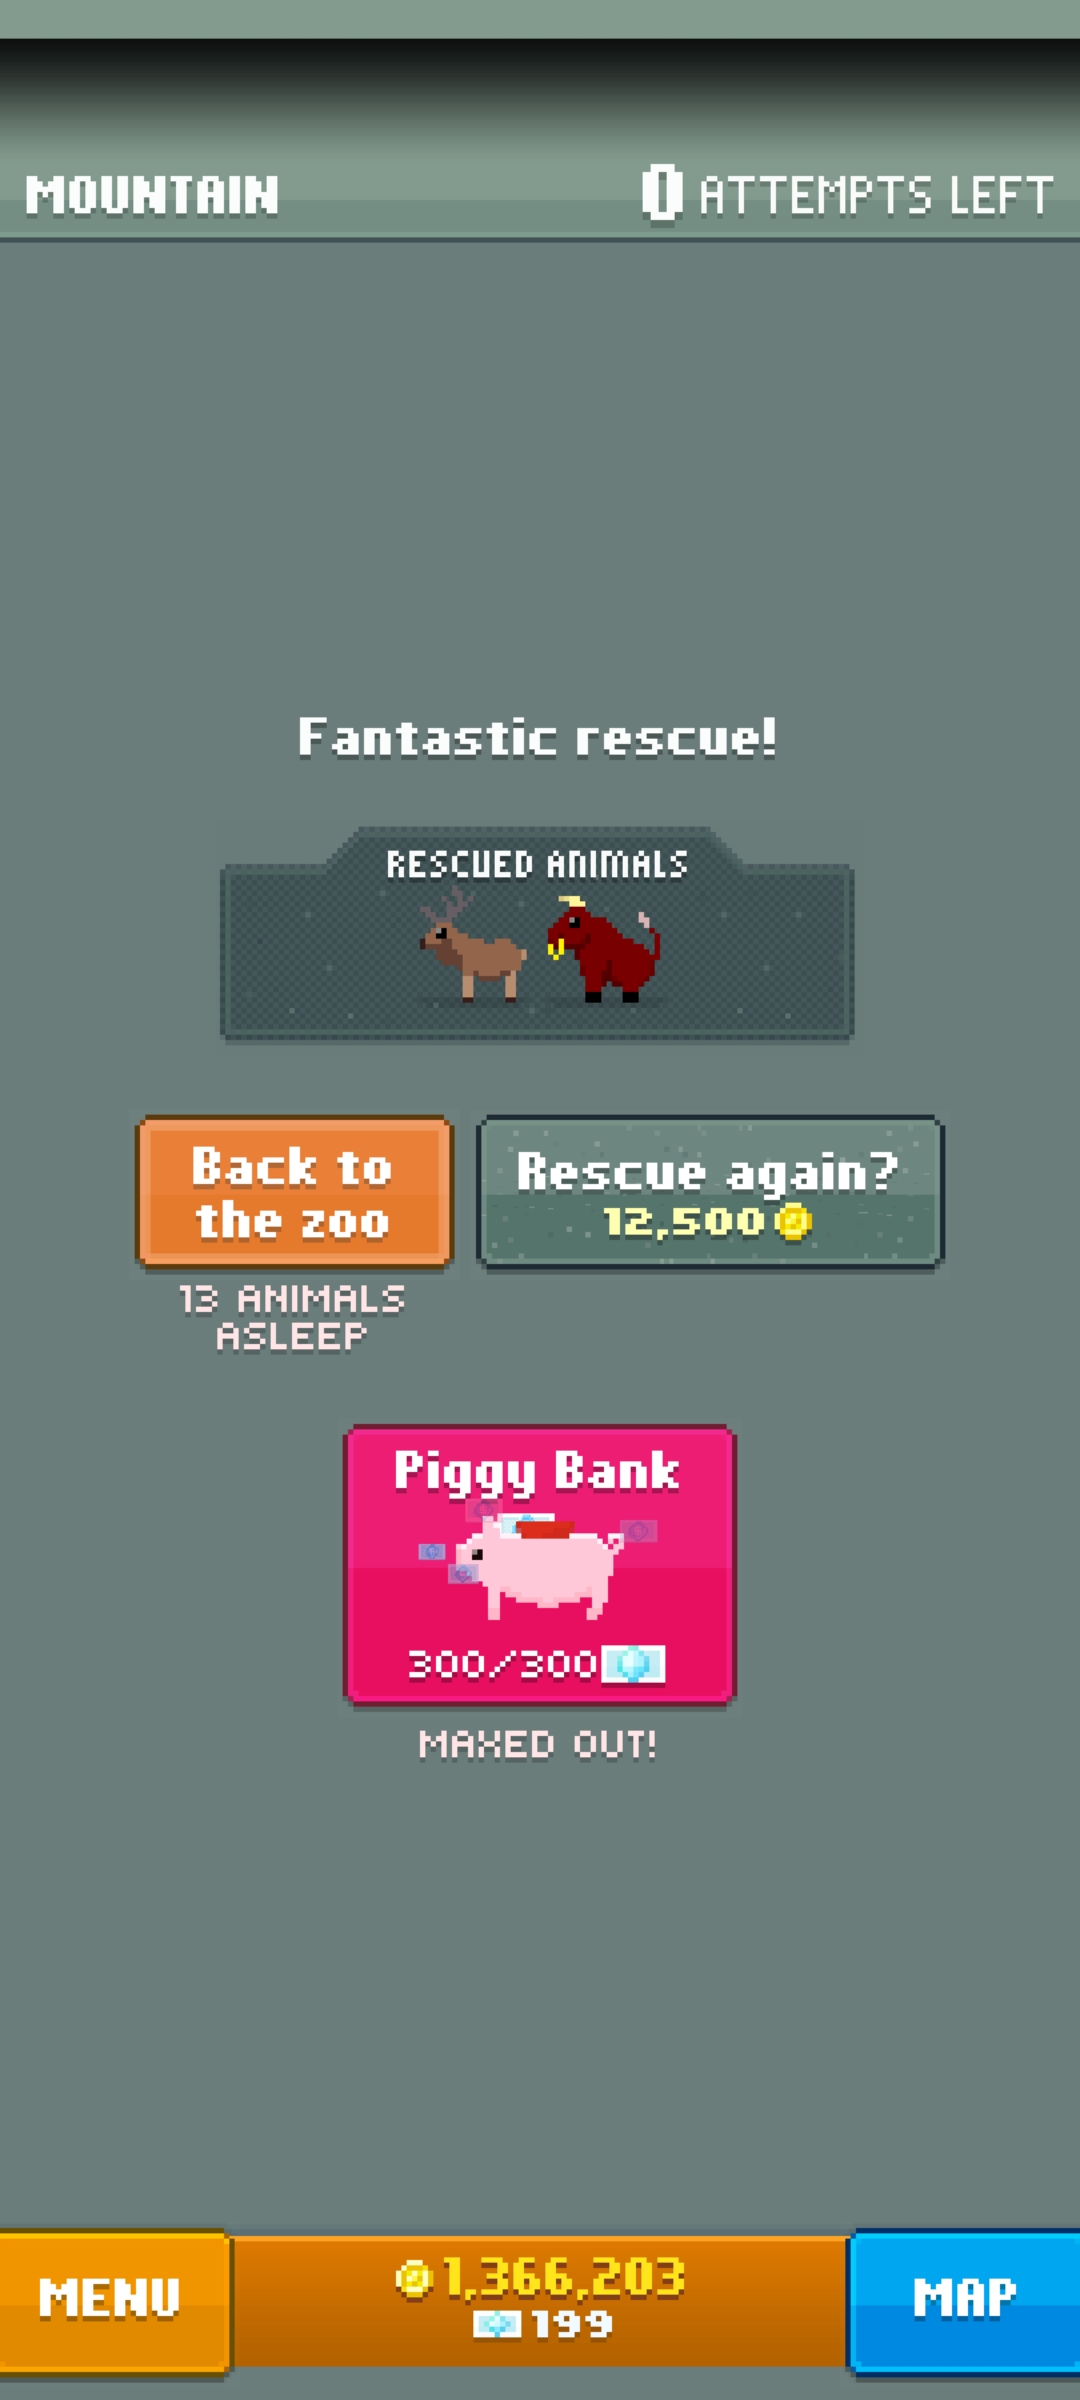 MOUNTAIN
0 ATTEMPTS LEFT
Fantastic rescue!
RESCUED ANIMALS
Back to
the zoo
Rescue again?
12,500
13 ANIMALS
ASLEEP
Piggy Bank
300/300
MAXED OUT!
MENU
1,366,203
199
MAP